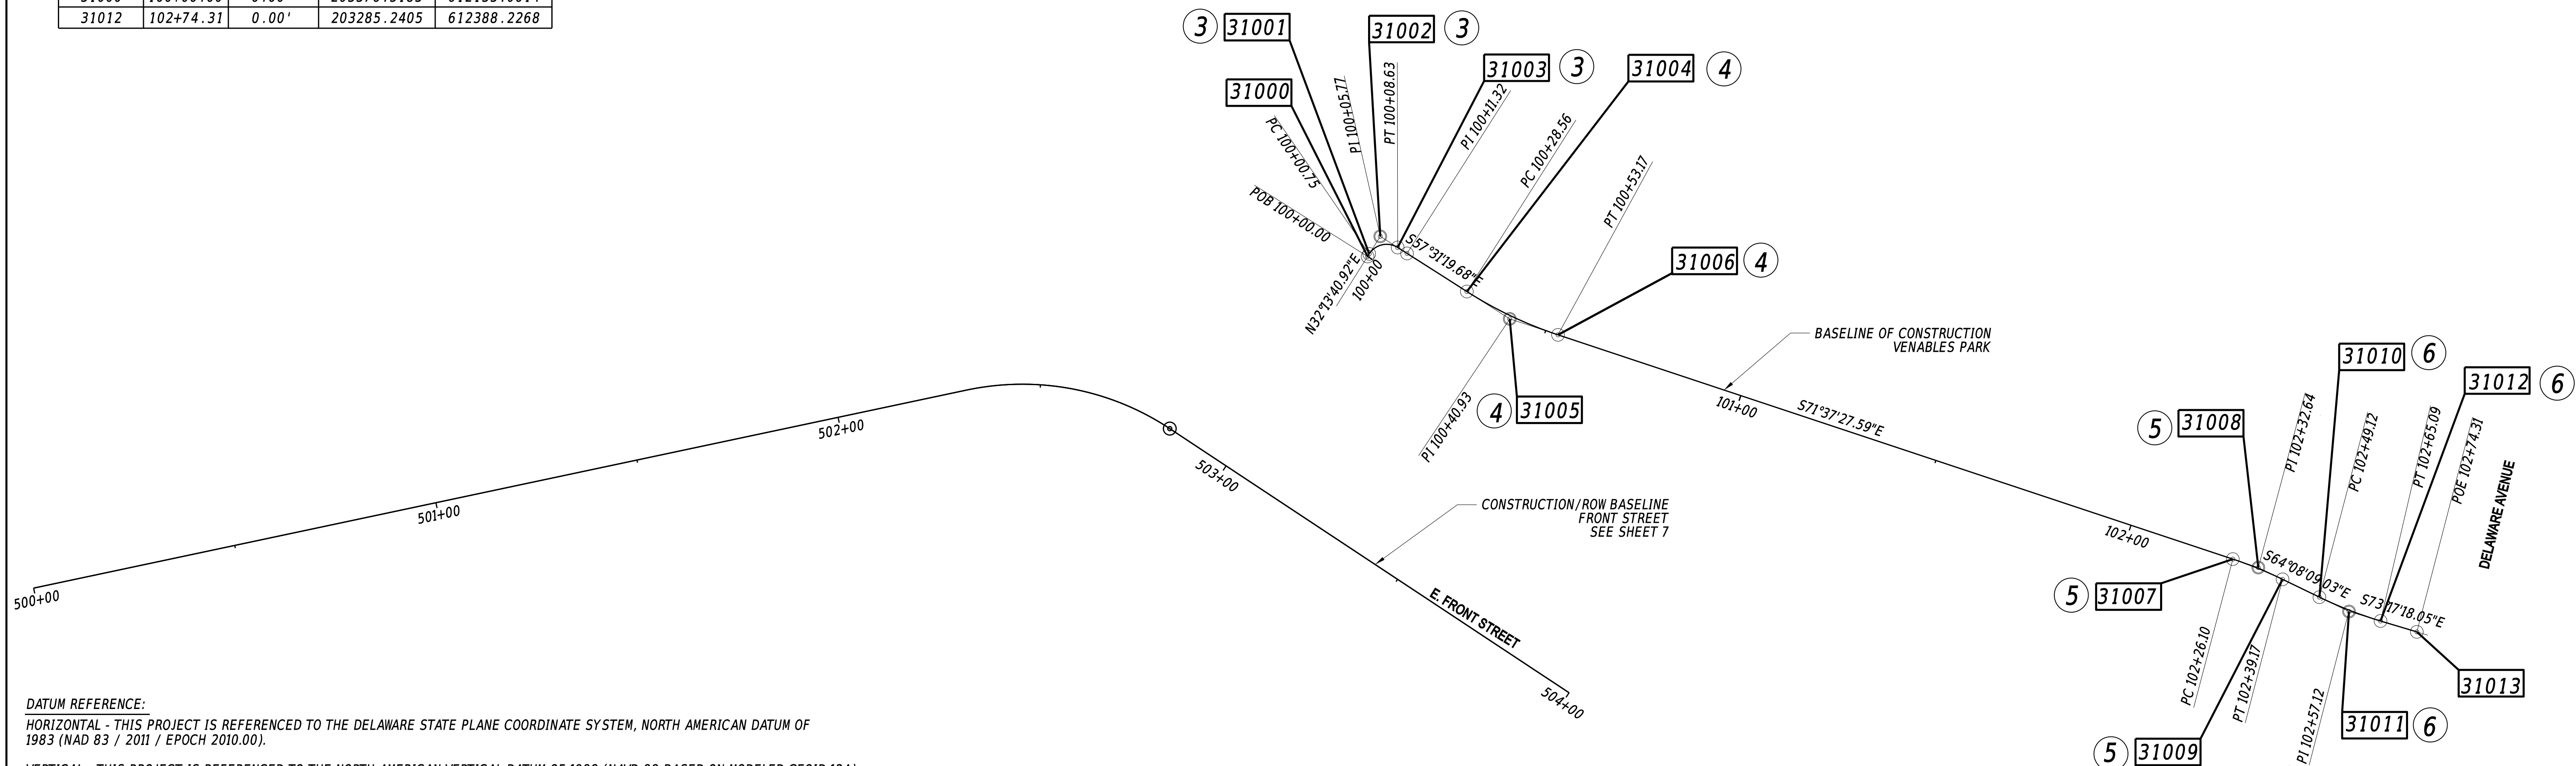 31012 102+74.31 0.00' 203285.2405 612388.2268
3 31001
31002 3
31003 3
31004 4
31000
PI 100+05.77
PT 100+08.63
PI 100+11.32
PC 100+28.56
PC 100+00.75
POB 100+00.00
PT 100+53.17
S57°31'19.68"E
N32°13'40.92"E
100+00
31006 4
BASELINE OF CONSTRUCTION
VENABLES PARK
4 31005
PI 100+40.93
101+00
S71°37'27.59"E
31010 6
31012 6
5 31008
PI 102+32.64
PC 102+49.12
PT 102+65.09
POE 102+74.31
DELAWARE AVENUE
502+00
503+00
501+00
500+00
CONSTRUCTION/ROW BASELINE
FRONT STREET
SEE SHEET 7
102+00
S64°08'09.03"E
S73°17'18.05"E
5 31007
E. FRONT STREET
504+00
PC 102+26.10
PT 102+39.17
PI 102+57.12
31013
31011 6
5 31009
DATUM REFERENCE:
HORIZONTAL - THIS PROJECT IS REFERENCED TO THE DELAWARE STATE PLANE COORDINATE SYSTEM, NORTH AMERICAN DATUM OF
1983 (NAD 83 / 2011 / EPOCH 2010.00).